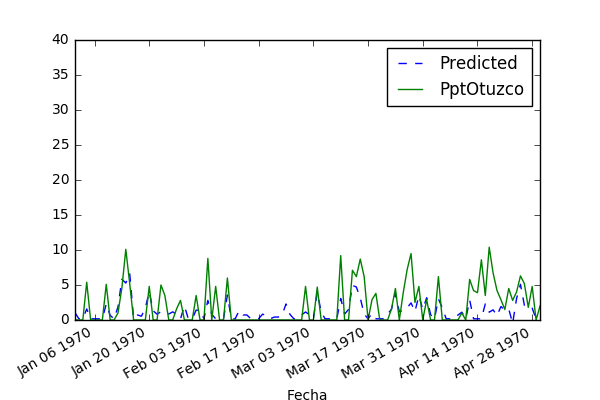 40
35
30
25
20
15
10
5
0
Predicted
PptOtuzco
Jan 06 1970
Jan 20 1970
Feb 03 1970
Feb 17 1970
Mar 03 1970
Mar 17 1970
Mar 31 1970
Apr 14 1970
Apr 28 1970
Fecha